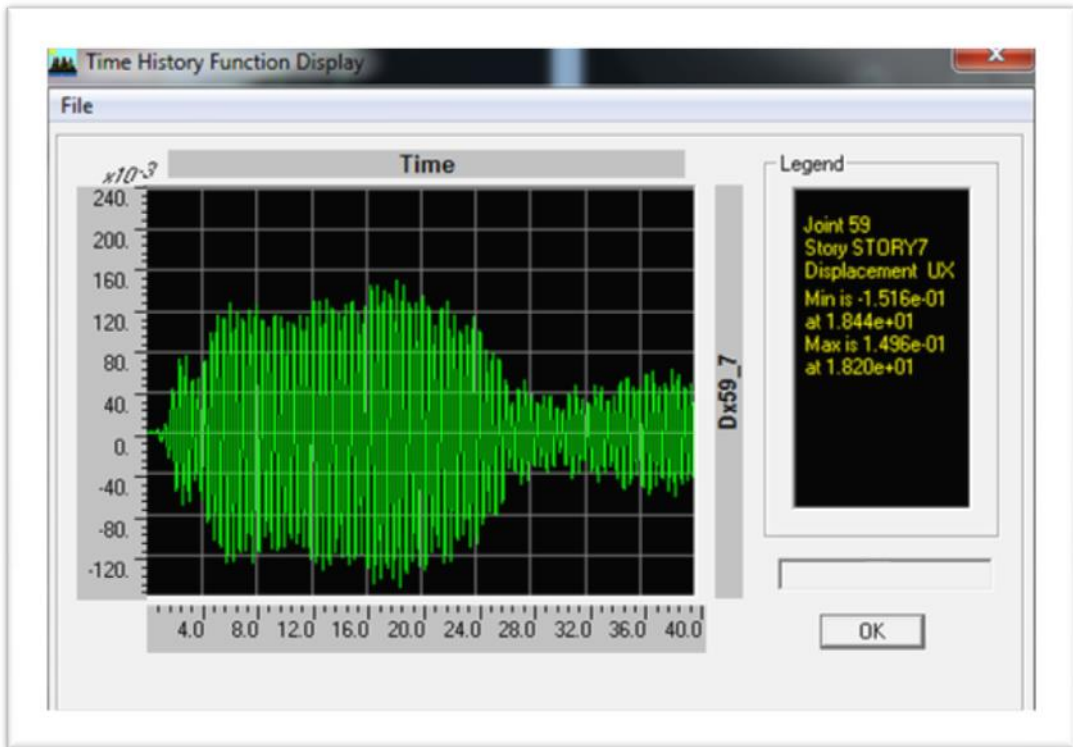 Time History Function Display
File
Time
x10-3
240.
200.
160.
120.
80.
40.
0.
-40.
-80.
-120.
4.0 8.0 12.0 16.0 20.0 24.0 28.0 32.0 36.0 40.0
Dx59_7
Legend
Joint 59
Story STORY7
Displacement UX
Min is -1.516e-01
at 1.844e+01
Max is 1.496e-01
at 1.820e+01
OK